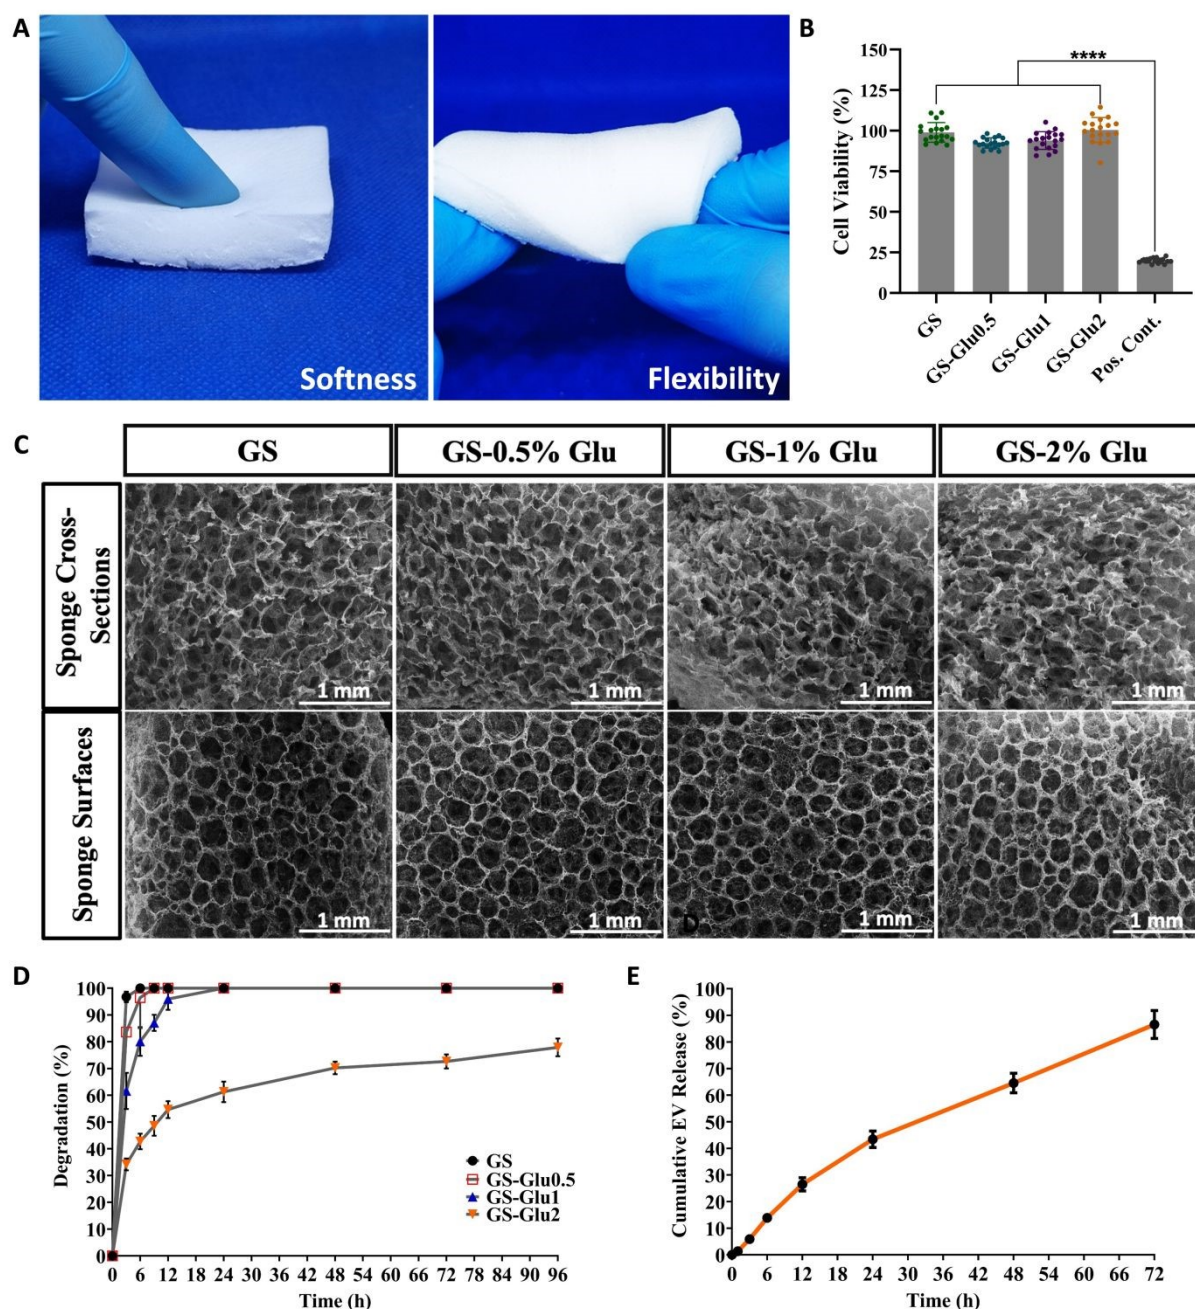 A
Softness
Flexibility
B
150
125
100
75
50
25
0
Cell Viability (%)
****
GS
GS-Glu0.5
GS-Glu1
GS-Glu2
Pos. Cont.
C
GS
GS-0.5% Glu
GS-1% Glu
GS-2% Glu
Sponge Cross-
Sections
1 mm
1 mm
1 mm
1 mm
Sponge Surfaces
1 mm
1 mm
D
1 mm
1 mm
D
100
90
80
70
60
50
40
30
20
10
0
Degradation (%)
GS
GS-Glu0.5
GS-Glu1
GS-Glu2
0 6 12 18 24 30 36 42 48 54 60 66 72 78 84 90 96
Time (h)
E
100
90
80
70
60
50
40
30
20
10
0
Cumulative EV Release (%)
0 6 12 18 24 30 36 42 48 54 60 66 72
Time (h)